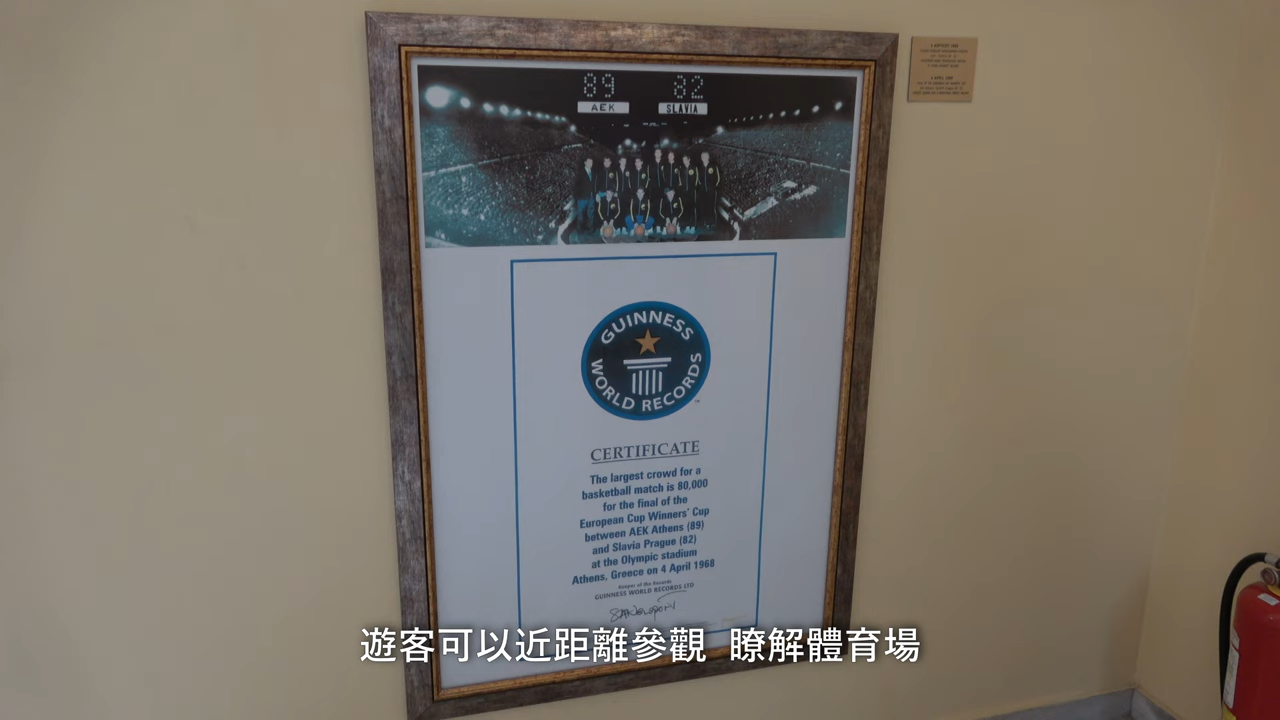 89 82
AEK SLAVIA
GUINNESS
WORLD RECORDS
CERTIFICATE
The largest crowd for a
basketball match is 80,000
for the final of the
European Cup Winners' Cup
between AEK Athens (89)
and Slavia Prague (82)
at the Olympic stadium
Athens, Greece on 4 April 1968
Keeper of the Records
GUINNESS WORLD RECORDS LTD
遊客可以近距離參觀 瞭解體育場